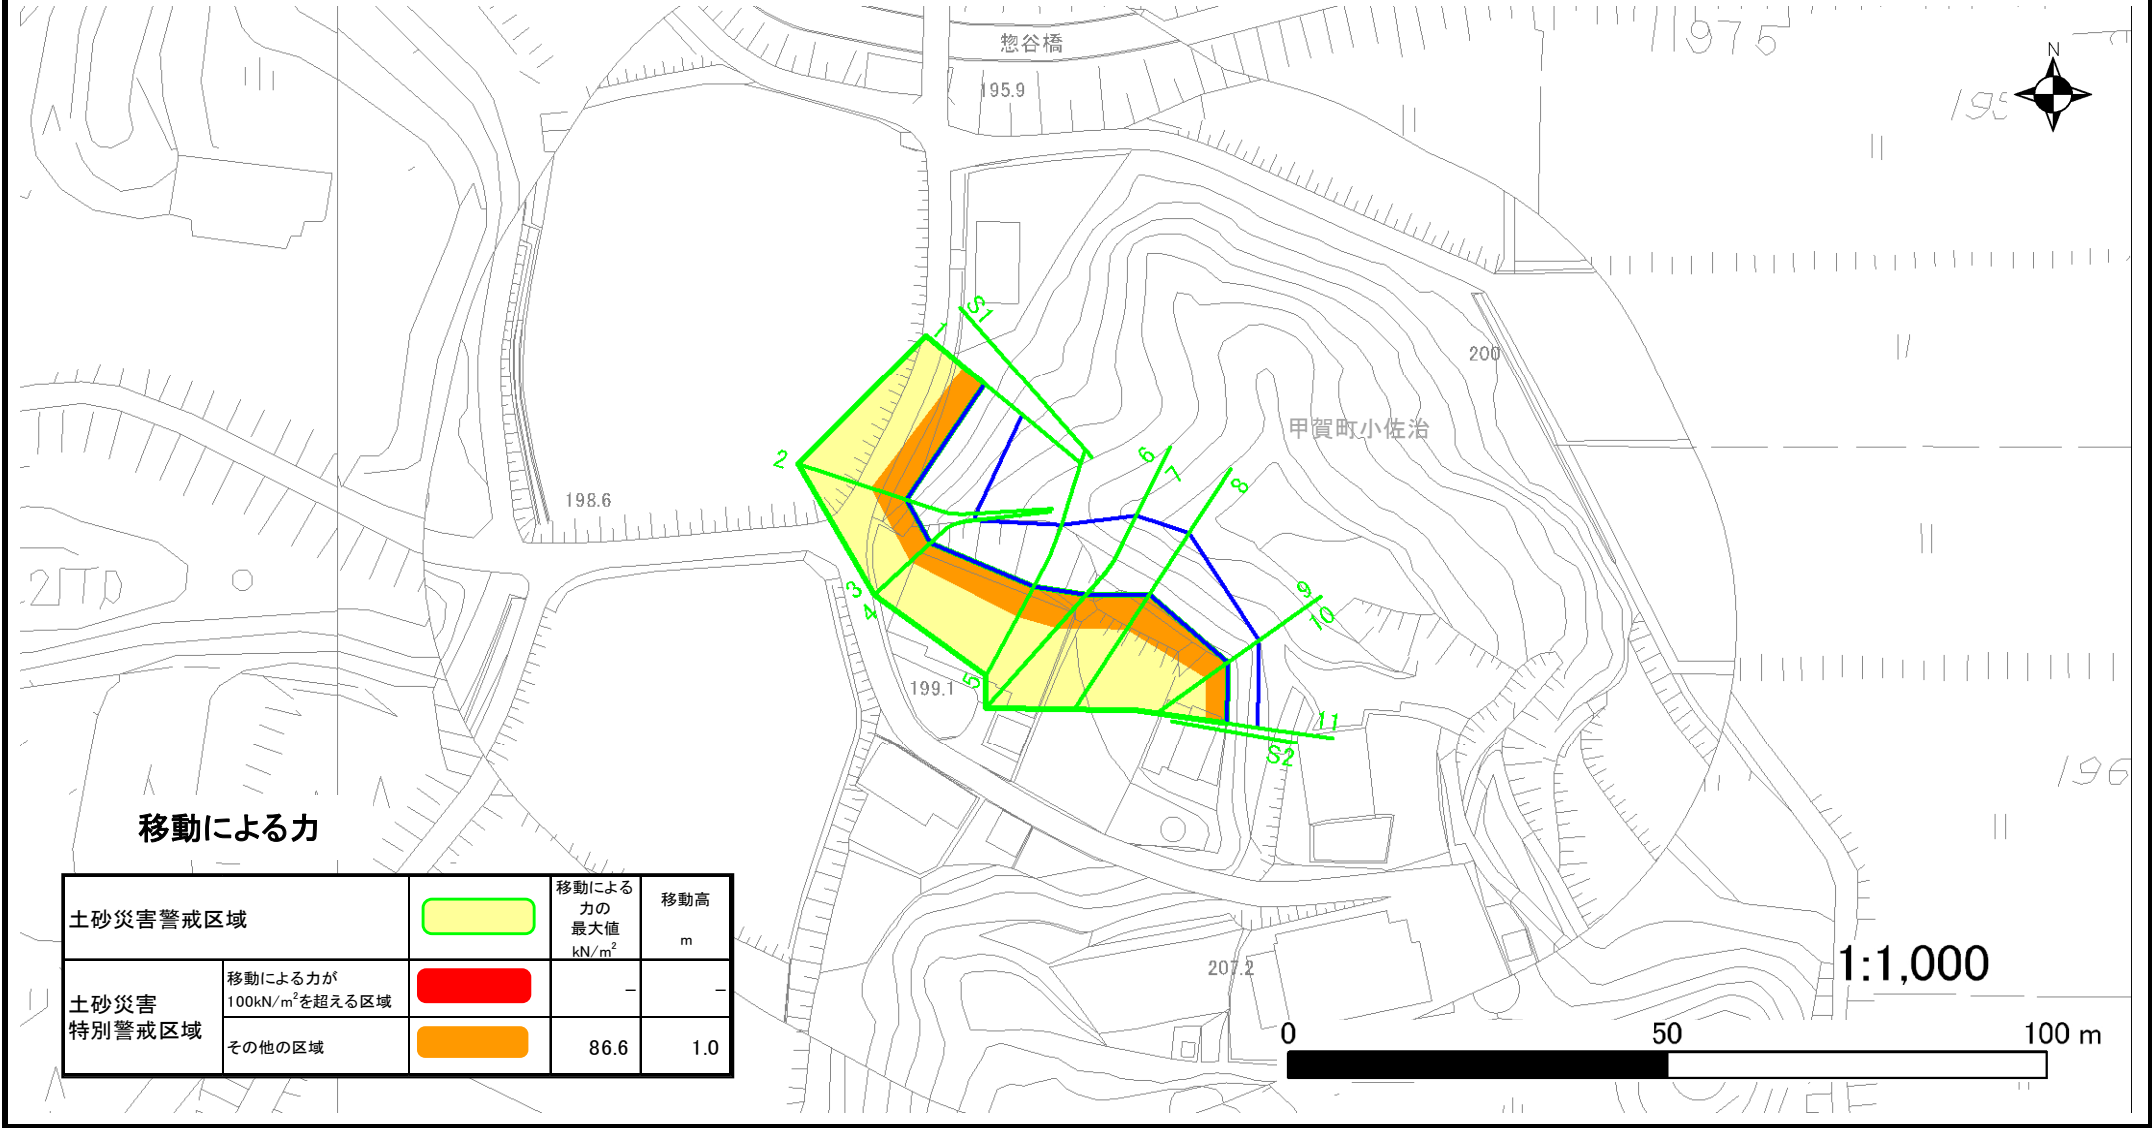 惣谷橋
195.9
1975
N
195
S1
1
200
甲賀町小佐治
2
6
7
8
198.6
3
4
9
10
5
199.1
11
S2
196
移動による力
土砂災害警戒区域
移動による
力の
最大値
kN/m²
移動高
m
土砂災害
特別警戒区域
移動による力が
100kN/m²を超える区域
–
–
その他の区域
86.6
1.0
207.2
1:1,000
0
50
100 m